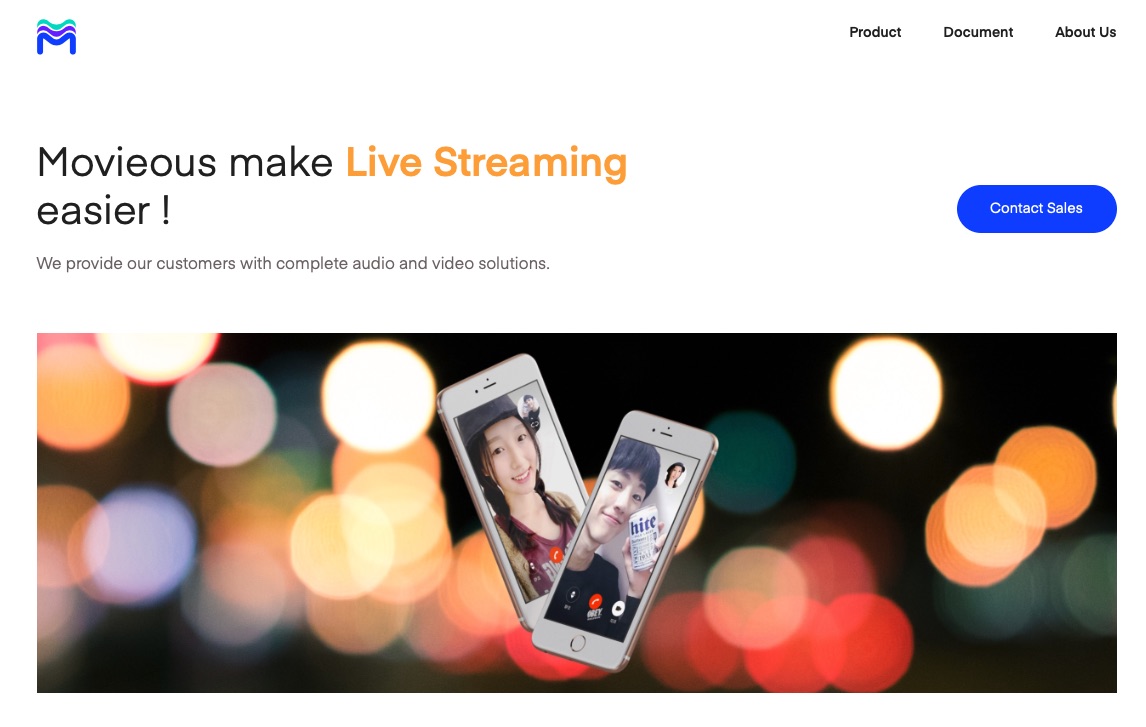 Product
Document
About Us
Movieous make Live Streaming
easier !
Contact Sales
We provide our customers with complete audio and video solutions.
hite